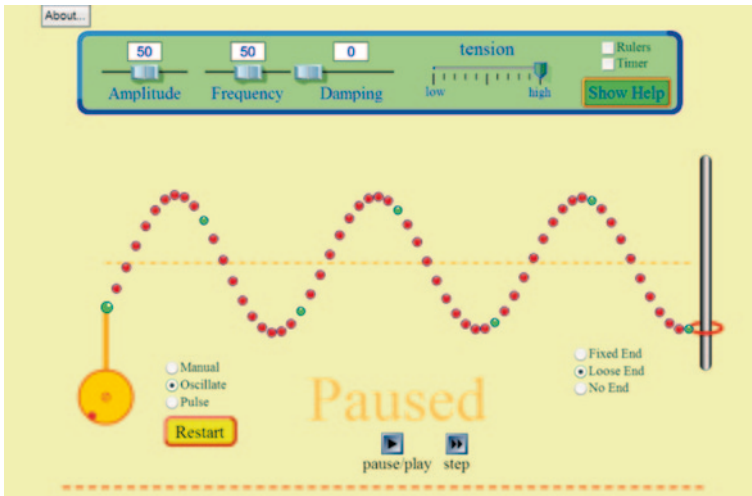 About...
50 50 0 tension Rulers
Timer
Amplitude Frequency Damping low high Show Help
Manual
Oscillate
Pulse
Restart
Fixed End
Loose End
No End
Paused
pause/play step